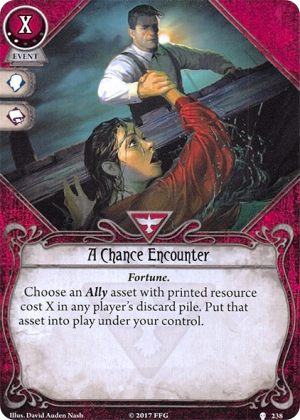 X
EVENT
A Chance Encounter
Fortune.
Choose an Ally asset with printed resource
cost X in any player's discard pile. Put that
asset into play under your control.
Illus. David Auden Nash
© 2017 FFG
238